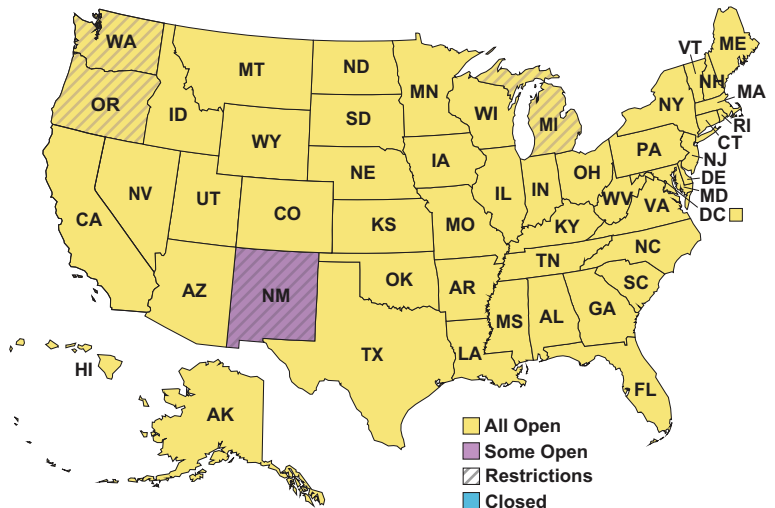 WA
MT
ND
MN
VT
ME
NH
MA
OR
ID
SD
WI
MI
NY
RI
CT
WY
IA
PA
NJ
NE
OH
DE
NV
UT
CO
IL
IN
WV
MD
CA
KS
MO
KY
VA
DC
NC
TN
AZ
NM
OK
AR
SC
MS
AL
GA
TX
LA
HI
FL
AK
All Open
Some Open
Restrictions
Closed